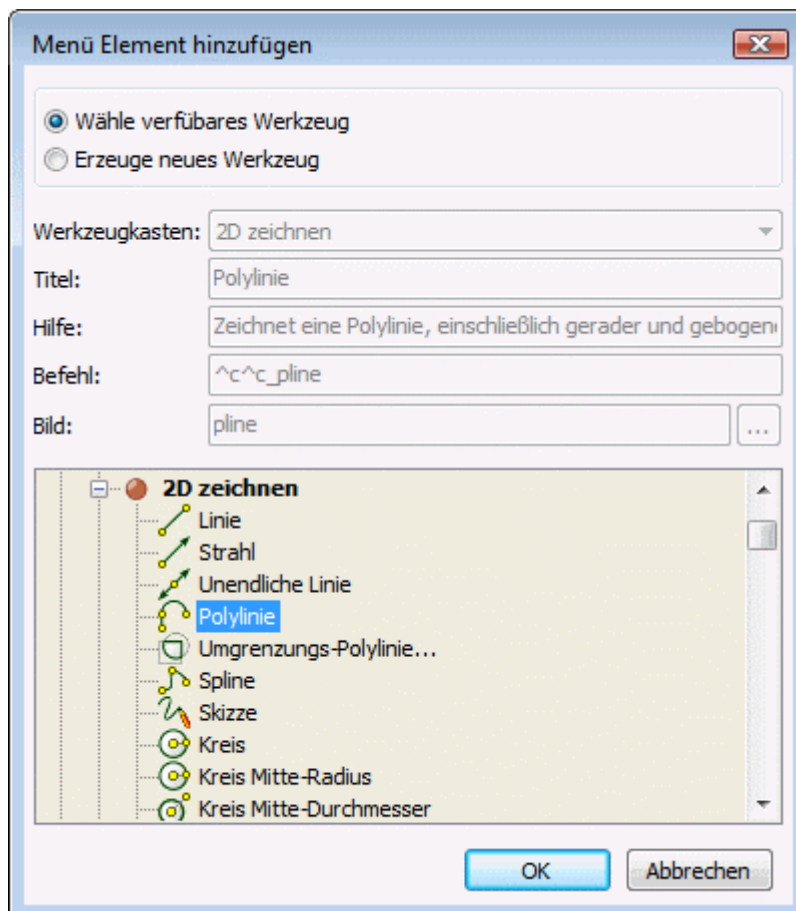 Menü Element hinzufügen
Wähle verfübares Werkzeug
Erzeuge neues Werkzeug
Werkzeugkasten: 2D zeichnen
Titel: Polylinie
Hilfe: Zeichnet eine Polylinie, einschließlich gerader und gebogen
Befehl: ^c^c_pline
Bild: pline ...
2D zeichnen
Linie
Strahl
Unendliche Linie
Polylinie
Umgrenzungs-Polylinie...
Spline
Skizze
Kreis
Kreis Mitte-Radius
Kreis Mitte-Durchmesser
OK Abbrechen